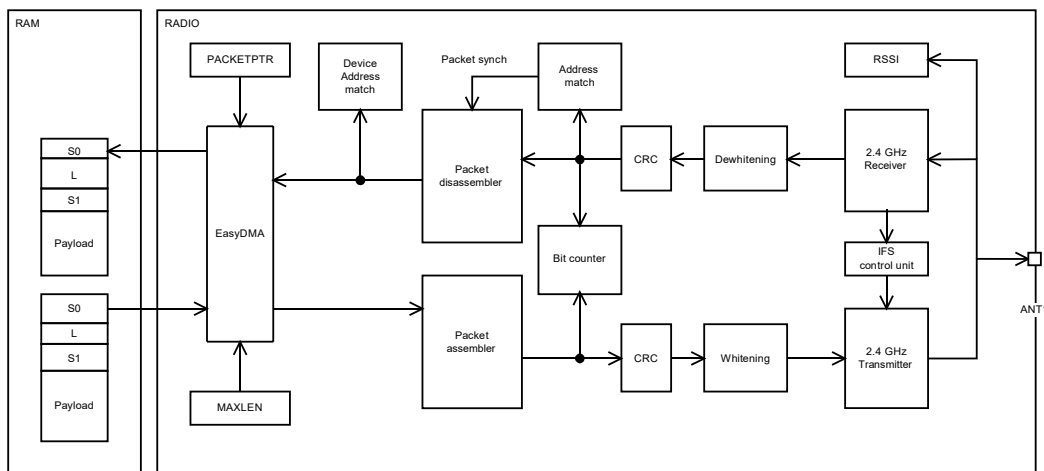 RAM
RADIO
PACKETPTR
Device
Address
match
Packet synch
Address
match
RSSI
S0
L
S1
Payload
EasyDMA
Packet
disassembler
CRC
Dewhitening
2.4 GHz
Receiver
Bit counter
IFS
control unit
ANT
S0
L
S1
Payload
Packet
assembler
CRC
Whitening
2.4 GHz
Transmitter
MAXLEN